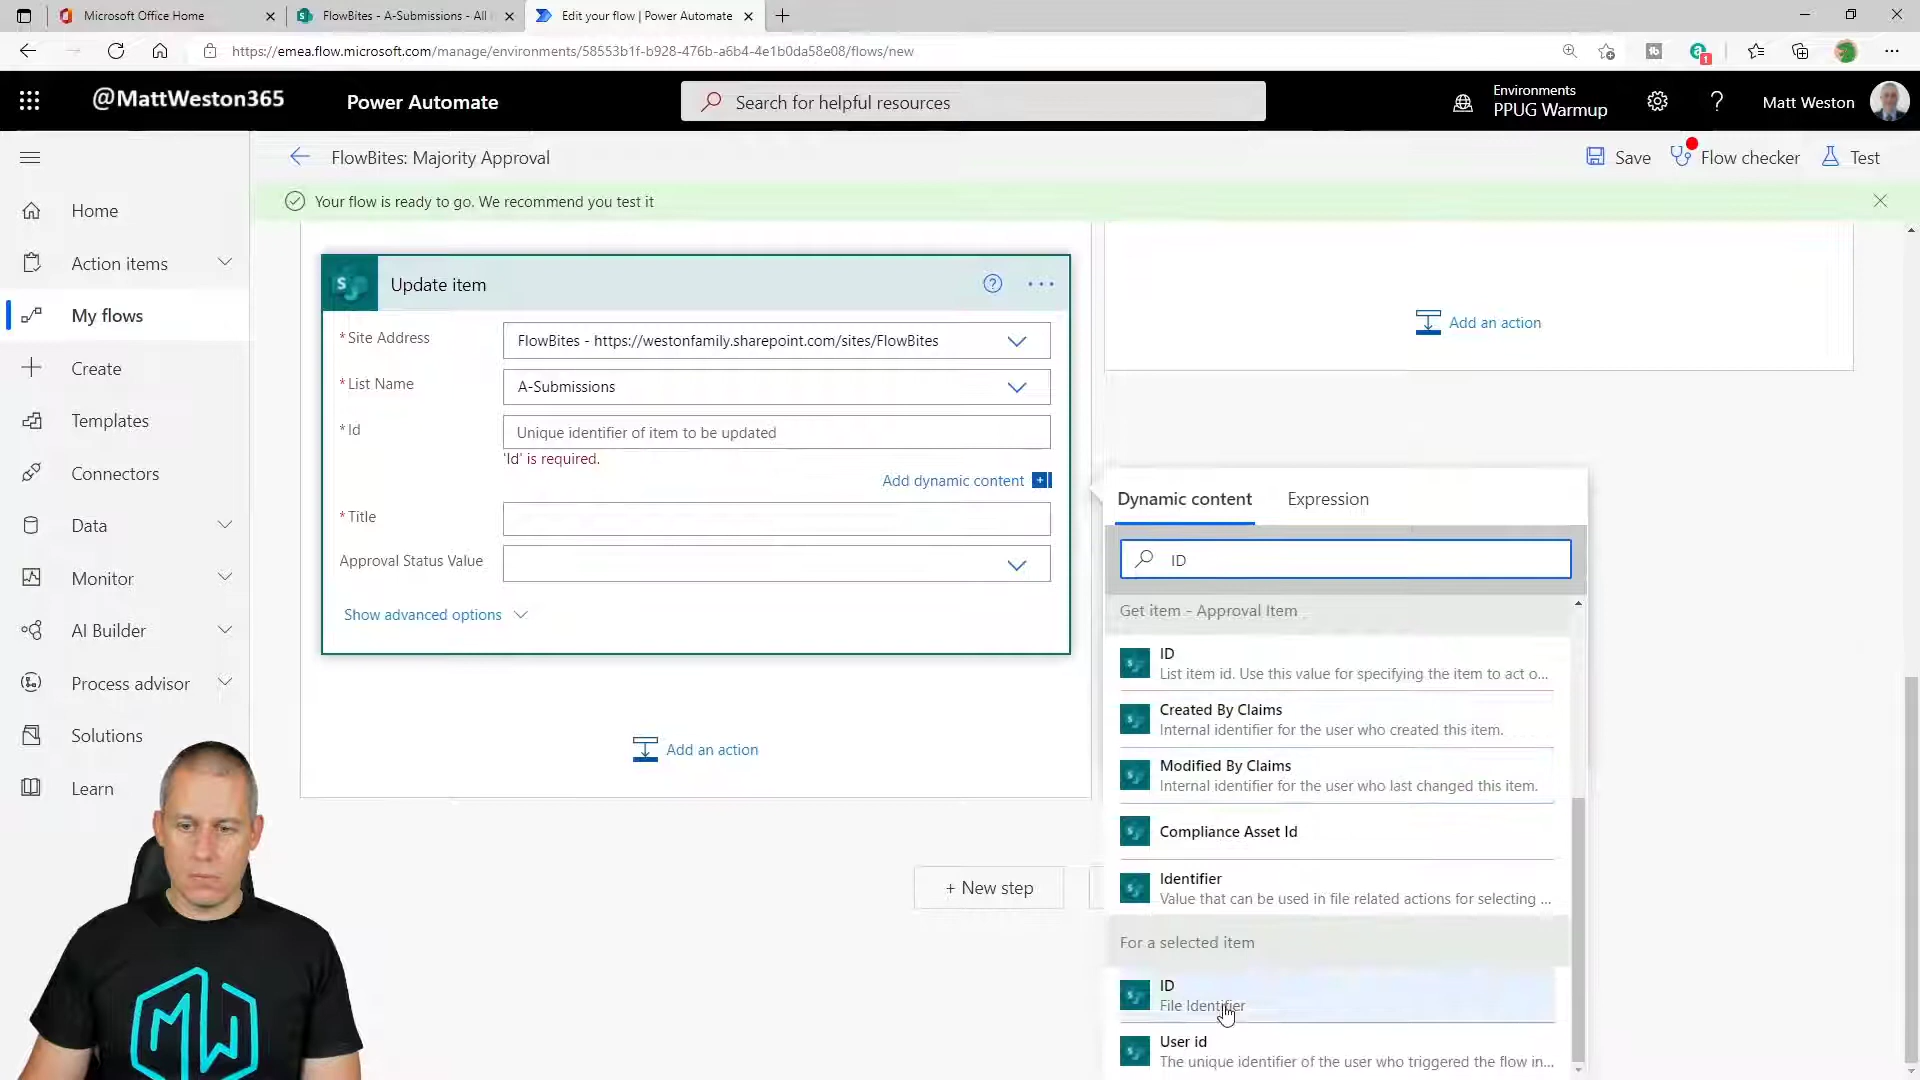 Microsoft Office Home
FlowBites - A-Submissions - All I
Edit your flow | Power Automate
https://emea.flow.microsoft.com/manage/environments/58553b1f-b928-476b-a6b4-4e1b0da58e08/flows/new
1
@MattWeston365
Power Automate
Search for helpful resources
Environments
PPUG Warmup
?
Matt Weston
FlowBites: Majority Approval
Save
Flow checker
Test
Your flow is ready to go. We recommend you test it
Home
Action items
My flows
Create
Templates
Connectors
Data
Monitor
AI Builder
Process advisor
Solutions
Learn
Update item
* Site Address
FlowBites - https://westonfamily.sharepoint.com/sites/FlowBites
* List Name
A-Submissions
* Id
Unique identifier of item to be updated
'Id' is required.
Add dynamic content
* Title
Approval Status Value
Show advanced options
Add an action
Add an action
+ New step
Dynamic content
Expression
ID
Get item - Approval Item
ID
List item id. Use this value for specifying the item to act o...
Created By Claims
Internal identifier for the user who created this item.
Modified By Claims
Internal identifier for the user who last changed this item.
Compliance Asset Id
Identifier
Value that can be used in file related actions for selecting ...
For a selected item
ID
File Identifier
User id
The unique identifier of the user who triggered the flow in...
MW